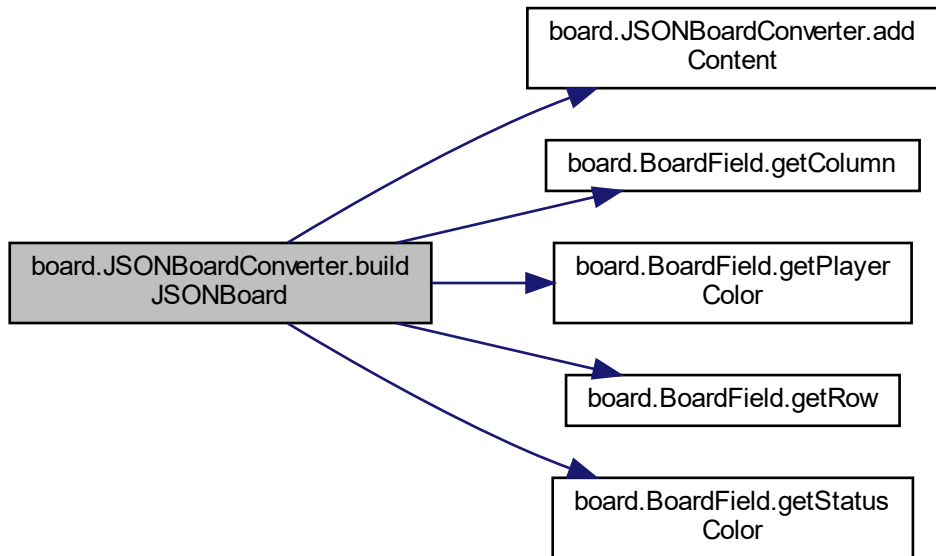 board.JSONBoardConverter.add
Content
board.BoardField.getColumn
board.JSONBoardConverter.build
JSONBoard
board.BoardField.getPlayer
Color
board.BoardField.getRow
board.BoardField.getStatus
Color